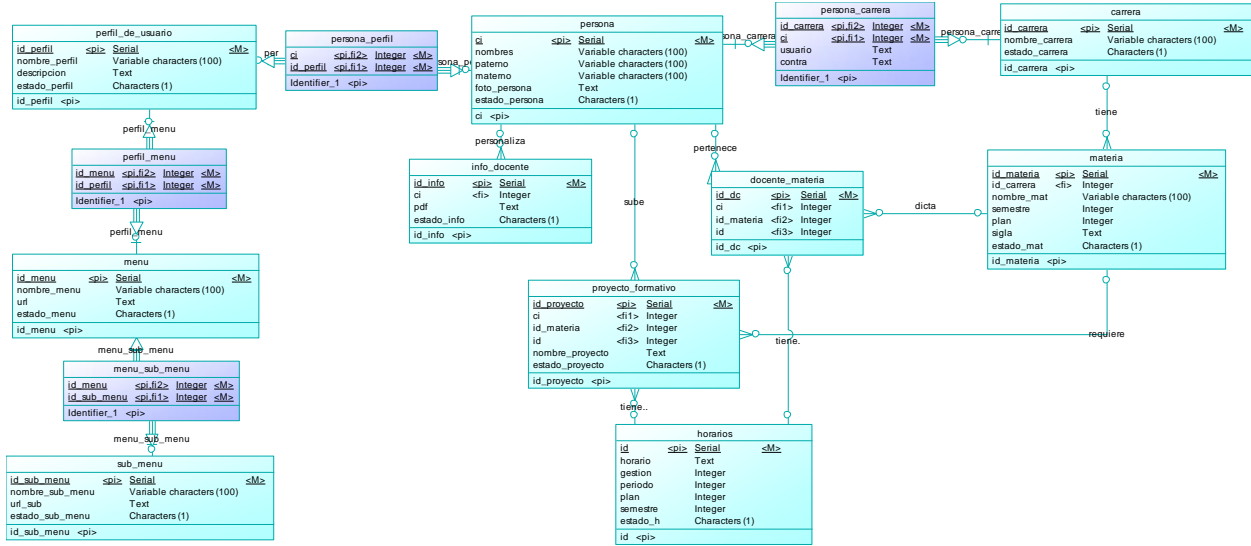 perfil_de_usuario
id_perfil <pi> Serial <M>
nombre_perfil Variable characters (100)
descripcion Text
estado_perfil Characters (1)
id_perfil <pi>
per
persona_perfil
ci <pi,fi2> Integer <M>
id_perfil <pi,fi1> Integer <M>
Identifier_1 <pi>
sona_pe
persona
ci <pi> Serial <M>
nombres Variable characters (100)
paterno Variable characters (100)
materno Variable characters (100)
foto_persona Text
estado_persona Characters (1)
ci <pi>
sona_carrera
persona_carrera
id_carrera <pi,fi2> Integer <M>
ci <pi,fi1> Integer <M>
usuario Text
contra Text
Identifier_1 <pi>
persona_carre
carrera
id_carrera <pi> Serial <M>
nombre_carrera Variable characters (100)
estado_carrera Characters (1)
id_carrera <pi>
perfil_menu
perfil_menu
id_menu <pi,fi2> Integer <M>
id_perfil <pi,fi1> Integer <M>
Identifier_1 <pi>
perfil_menu
personaliza
info_docente
id_info <pi> Serial <M>
ci <fi> Integer
pdf Text
estado_info Characters (1)
id_info <pi>
sube
pertenece
docente_materia
id_dc <pi> Serial <M>
ci <fi1> Integer
id_materia <fi2> Integer
id <fi3> Integer
id_dc <pi>
dicta
tiene
materia
id_materia <pi> Serial <M>
id_carrera <fi> Integer
nombre_mat Variable characters (100)
semestre Integer
plan Integer
sigla Text
estado_mat Characters (1)
id_materia <pi>
menu
id_menu <pi> Serial <M>
nombre_menu Variable characters (100)
url Text
estado_menu Characters (1)
id_menu <pi>
menu_sub_menu
menu_sub_menu
id_menu <pi,fi2> Integer <M>
id_sub_menu <pi,fi1> Integer <M>
Identifier_1 <pi>
menu_sub_menu
proyecto_formativo
id_proyecto <pi> Serial <M>
ci <fi1> Integer
id_materia <fi2> Integer
id <fi3> Integer
nombre_proyecto Text
estado_proyecto Characters (1)
id_proyecto <pi>
tiene.
requiere
tiene..
sub_menu
id_sub_menu <pi> Serial <M>
nombre_sub_menu Variable characters (100)
url_sub Text
estado_sub_menu Characters (1)
id_sub_menu <pi>
horarios
id <pi> Serial <M>
horario Text
gestion Integer
periodo Integer
plan Integer
semestre Integer
estado_h Characters (1)
id <pi>